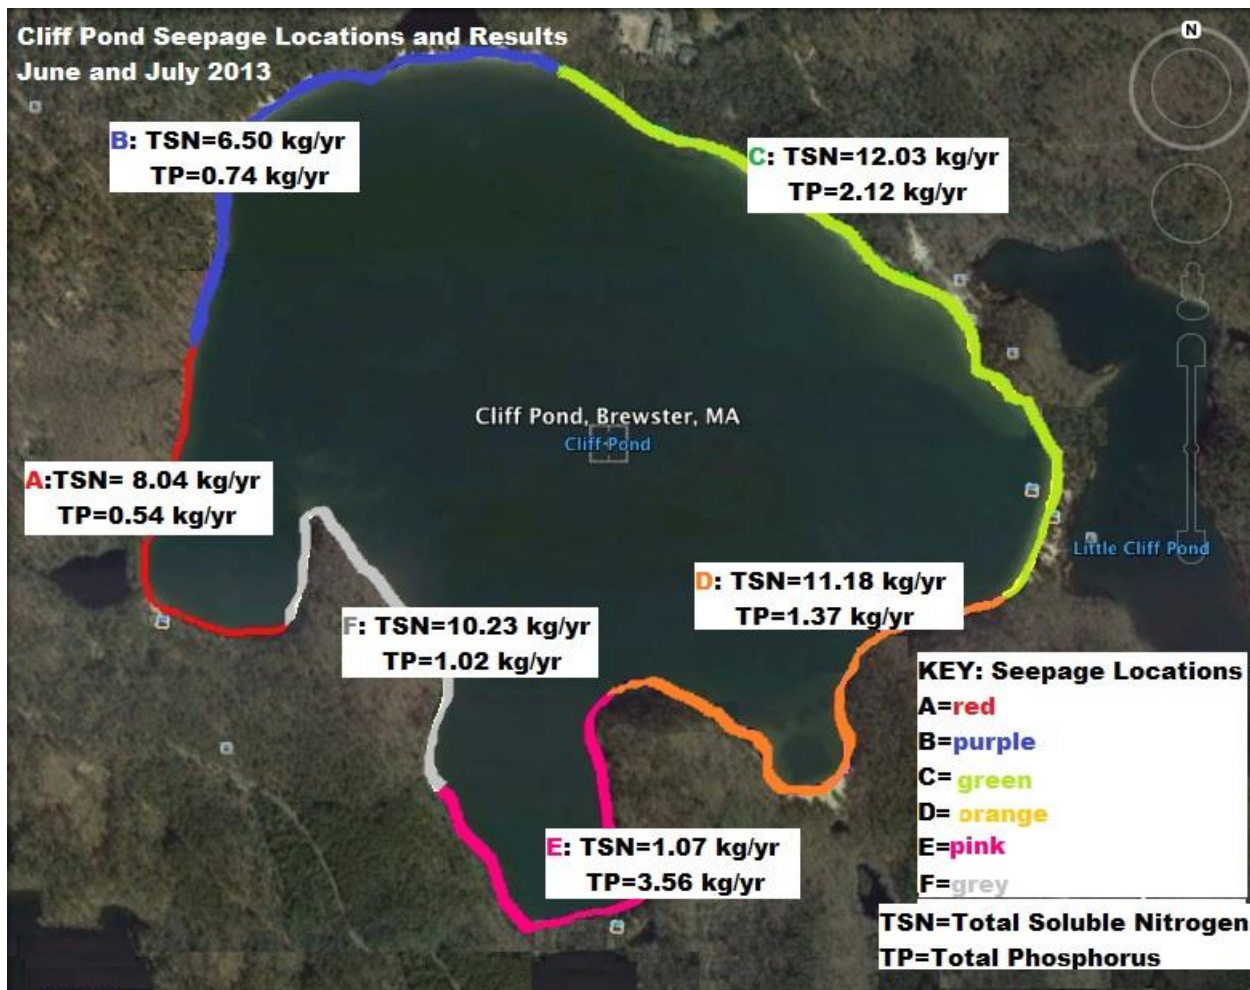 Cliff Pond Seepage Locations and Results
June and July 2013
N
B: TSN=6.50 kg/yr
TP=0.74 kg/yr
C: TSN=12.03 kg/yr
TP=2.12 kg/yr
Cliff Pond, Brewster, MA
Cliff Pond
A:TSN= 8.04 kg/yr
TP=0.54 kg/yr
Little Cliff Pond
D: TSN=11.18 kg/yr
TP=1.37 kg/yr
F: TSN=10.23 kg/yr
TP=1.02 kg/yr
E: TSN=1.07 kg/yr
TP=3.56 kg/yr
KEY: Seepage Locations
A=red
B=purple
C= green
D= orange
E=pink
F=grey
TSN=Total Soluble Nitrogen
TP=Total Phosphorus